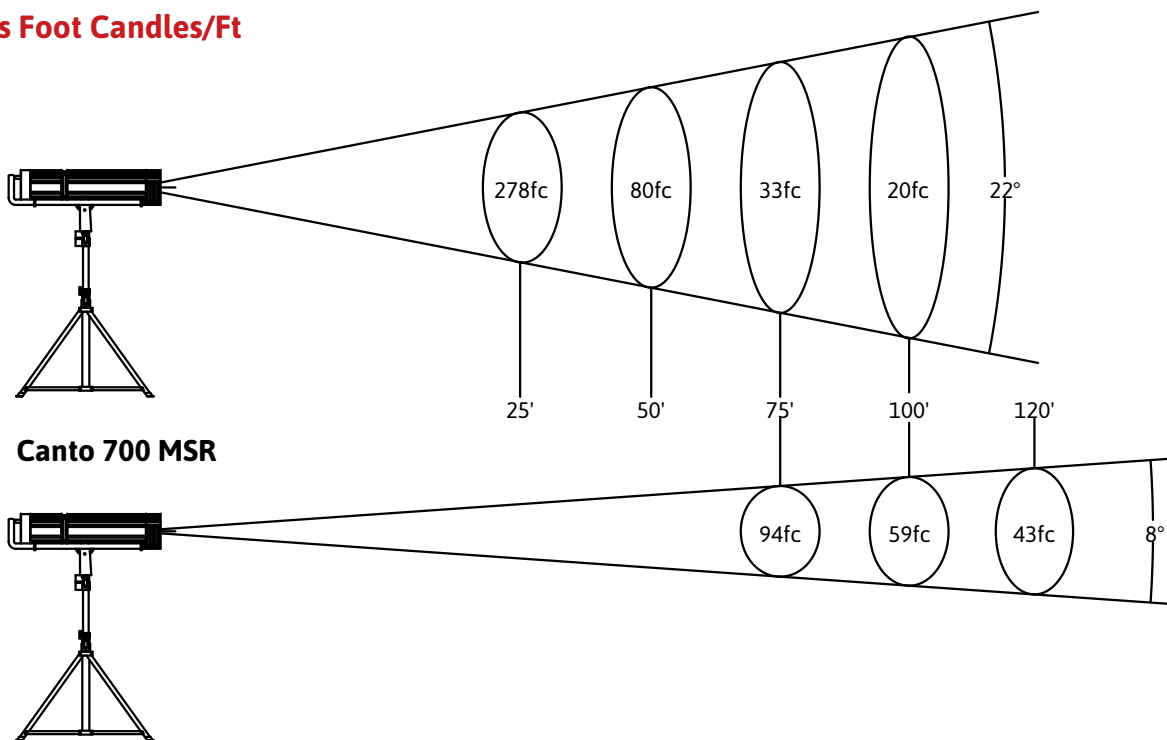 s Foot Candles/Ft
278fc 80fc 33fc 20fc 22°
25' 50' 75' 100' 120'
Canto 700 MSR
94fc 59fc 43fc 8°